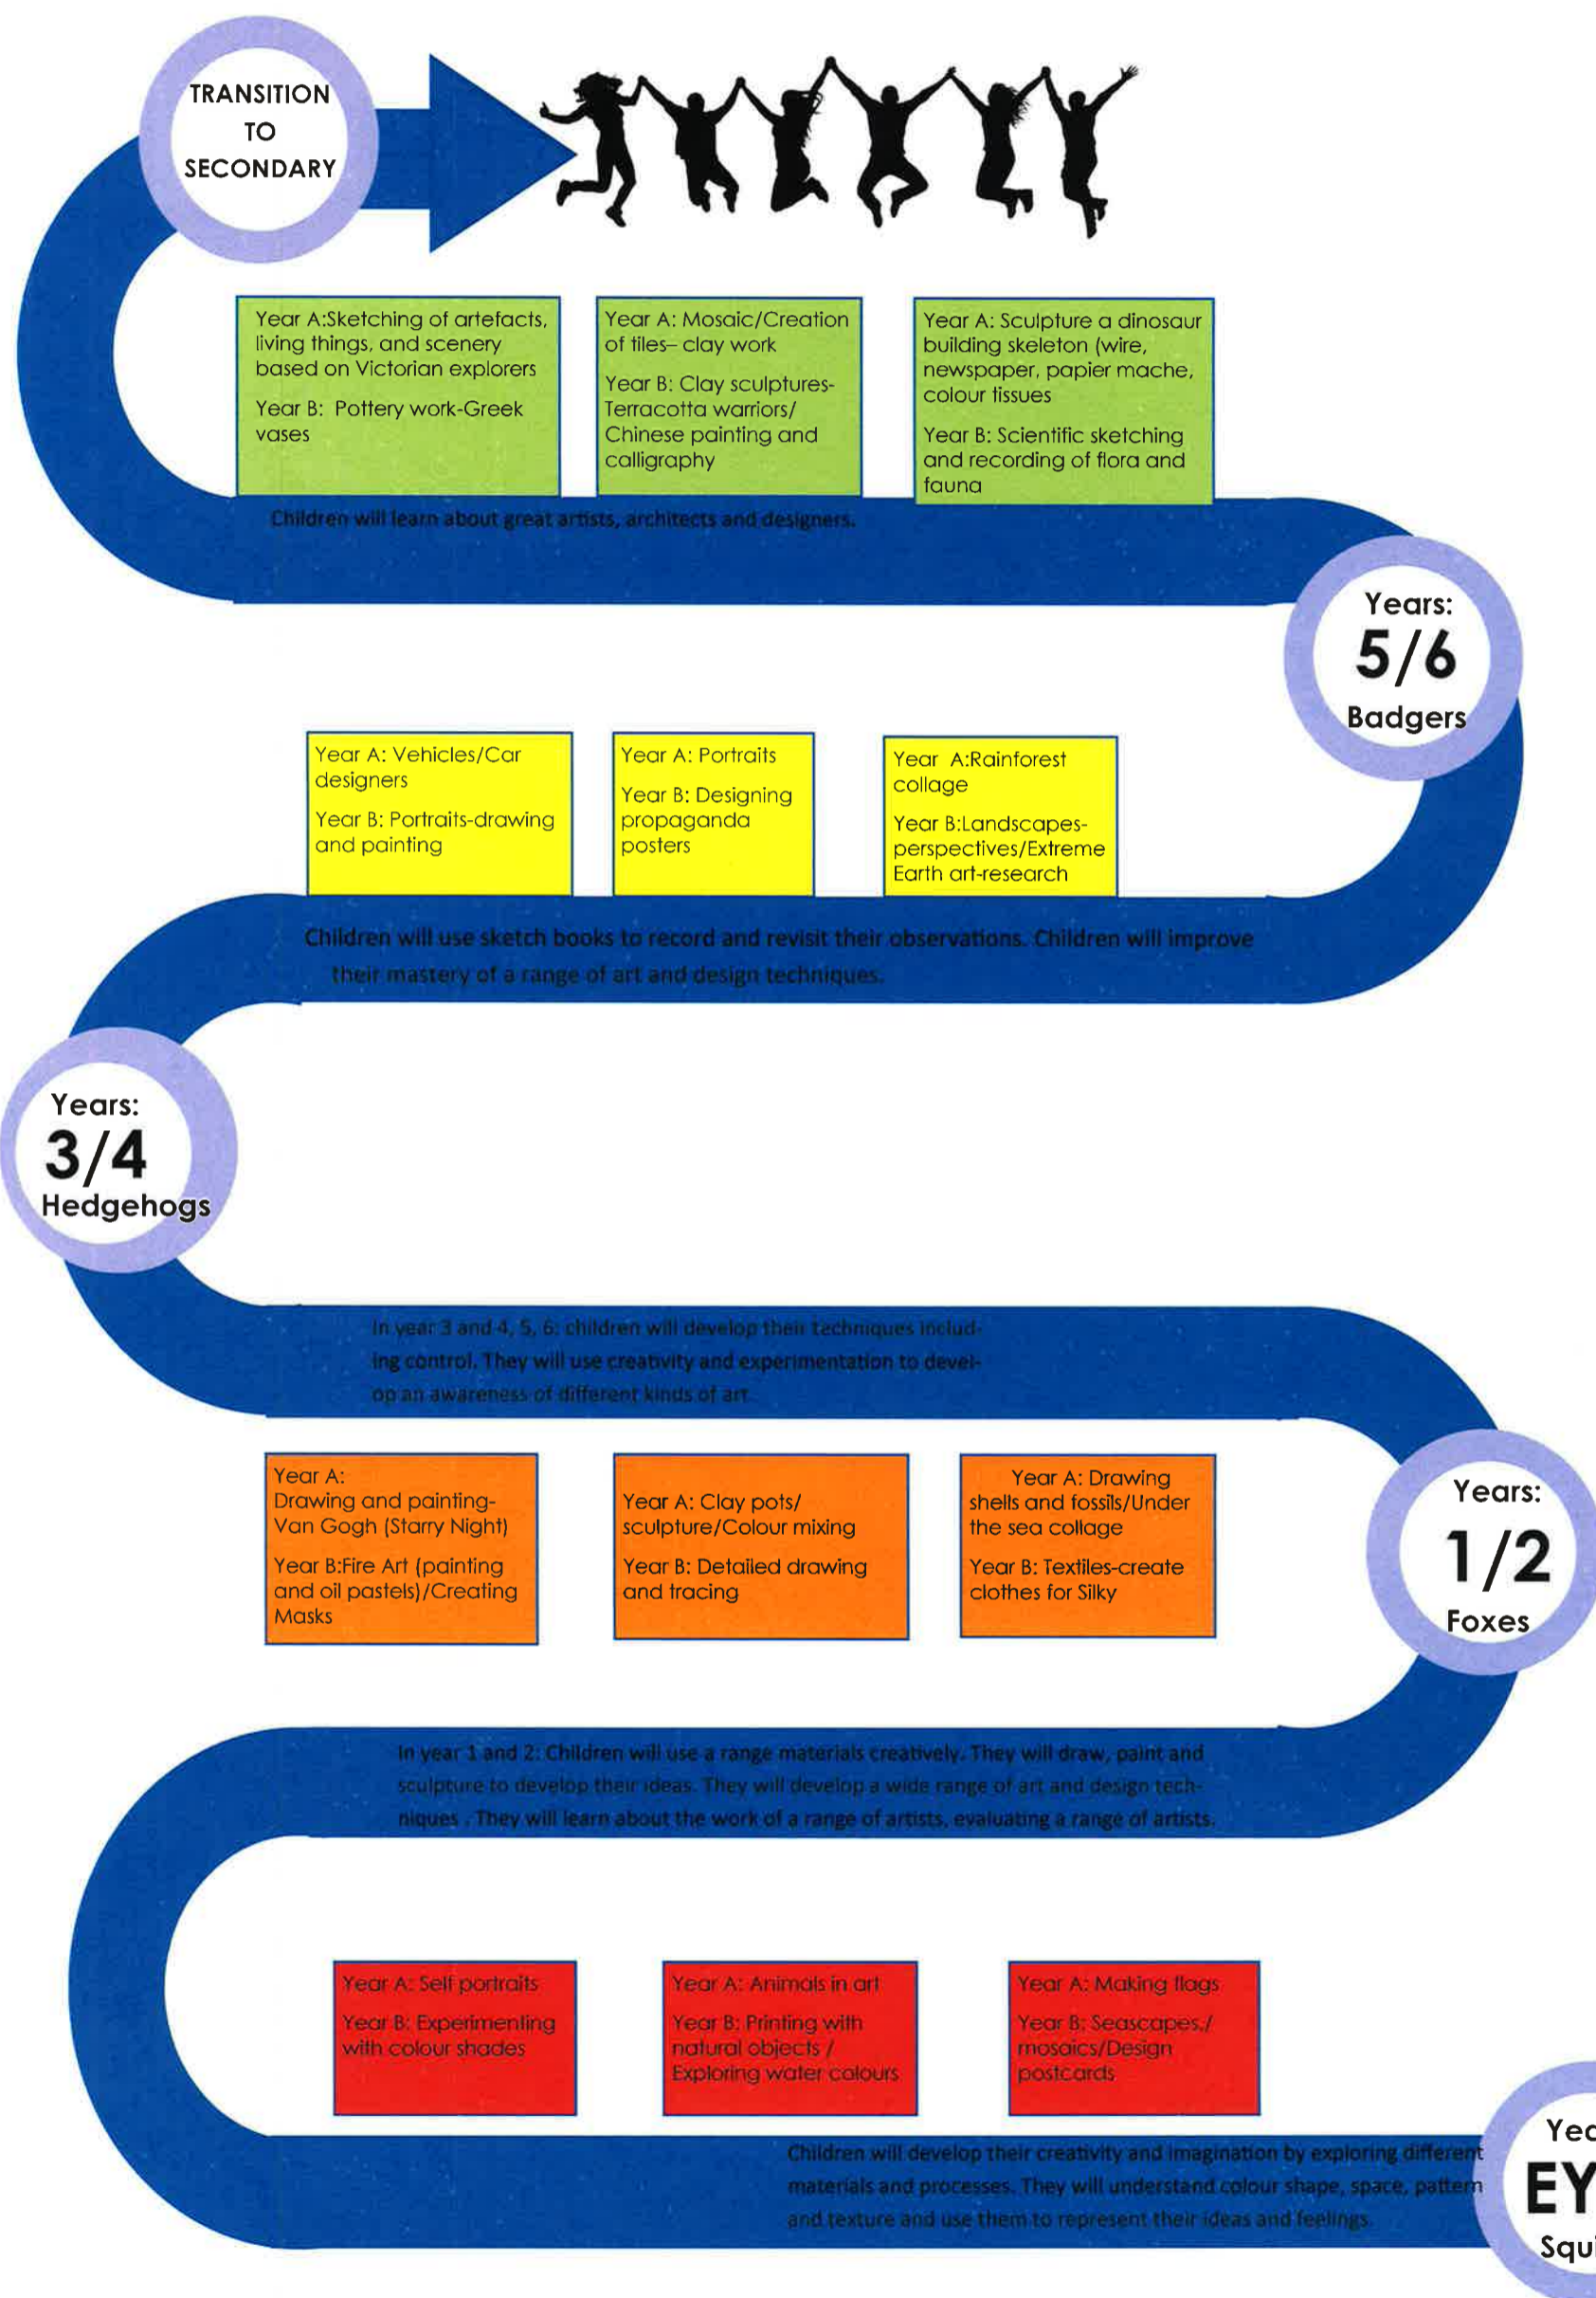 TRANSITION
TO
SECONDARY
Year A:Sketching of artefacts,
living things, and scenery
based on Victorian explorers
Year B: Pottery work-Greek
vases
Year A: Mosaic/Creation
of tiles– clay work
Year B: Clay sculptures-
Terracotta warriors/
Chinese painting and
calligraphy
Year A: Sculpture a dinosaur
building skeleton (wire,
newspaper, papier mache,
colour tissues
Year B: Scientific sketching
and recording of flora and
fauna
Children will learn about great artists, architects and designers.
Years:
5/6
Badgers
Year A: Vehicles/Car
designers
Year B: Portraits-drawing
and painting
Year A: Portraits
Year B: Designing
propaganda
posters
Year A:Rainforest
collage
Year B:Landscapes-
perspectives/Extreme
Earth art-research
Children will use sketch books to record and revisit their observations. Children will improve
their mastery of a range of art and design techniques.
Years:
3/4
Hedgehogs
In year 3 and 4, 5, 6: children will develop their techniques includ-
ing control. They will use creativity and experimentation to devel-
op an awareness of different kinds of art
Year A:
Drawing and painting-
Van Gogh (Starry Night)
Year B:Fire Art (painting
and oil pastels)/Creating
Masks
Year A: Clay pots/
sculpture/Colour mixing
Year B: Detailed drawing
and tracing
Year A: Drawing
shells and fossils/Under
the sea collage
Year B: Textiles-create
clothes for Silky
Years:
1/2
Foxes
In year 1 and 2: Children will use a range materials creatively. They will draw, paint and
sculpture to develop their ideas. They will develop a wide range of art and design tech-
niques . They will learn about the work of a range of artists, evaluating a range of artists.
Year A: Self portraits
Year B: Experimenting
with colour shades
Year A: Animals in art
Year B: Printing with
natural objects /
Exploring water colours
Year A: Making flags
Year B: Seascapes./
mosaics/Design
postcards
Children will develop their creativity and imagination by exploring different
materials and processes. They will understand colour shape, space, pattern
and texture and use them to represent their ideas and feelings.